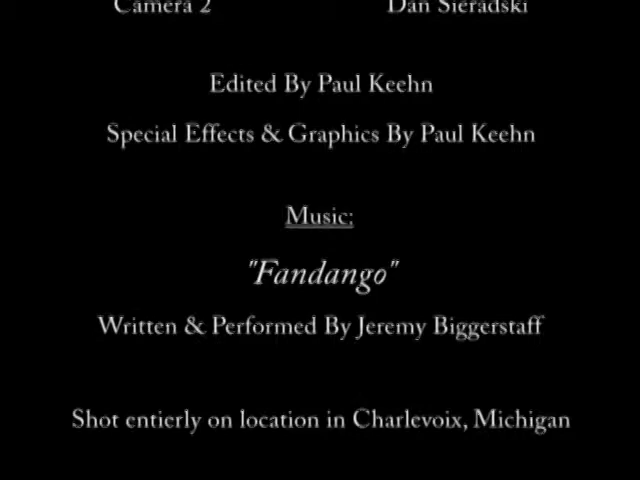 Camera 2 Dan Sieradski
Edited By Paul Keehn
Special Effects & Graphics By Paul Keehn
Music:
"Fandango"
Written & Performed By Jeremy Biggerstaff
Shot entierly on location in Charlevoix, Michigan